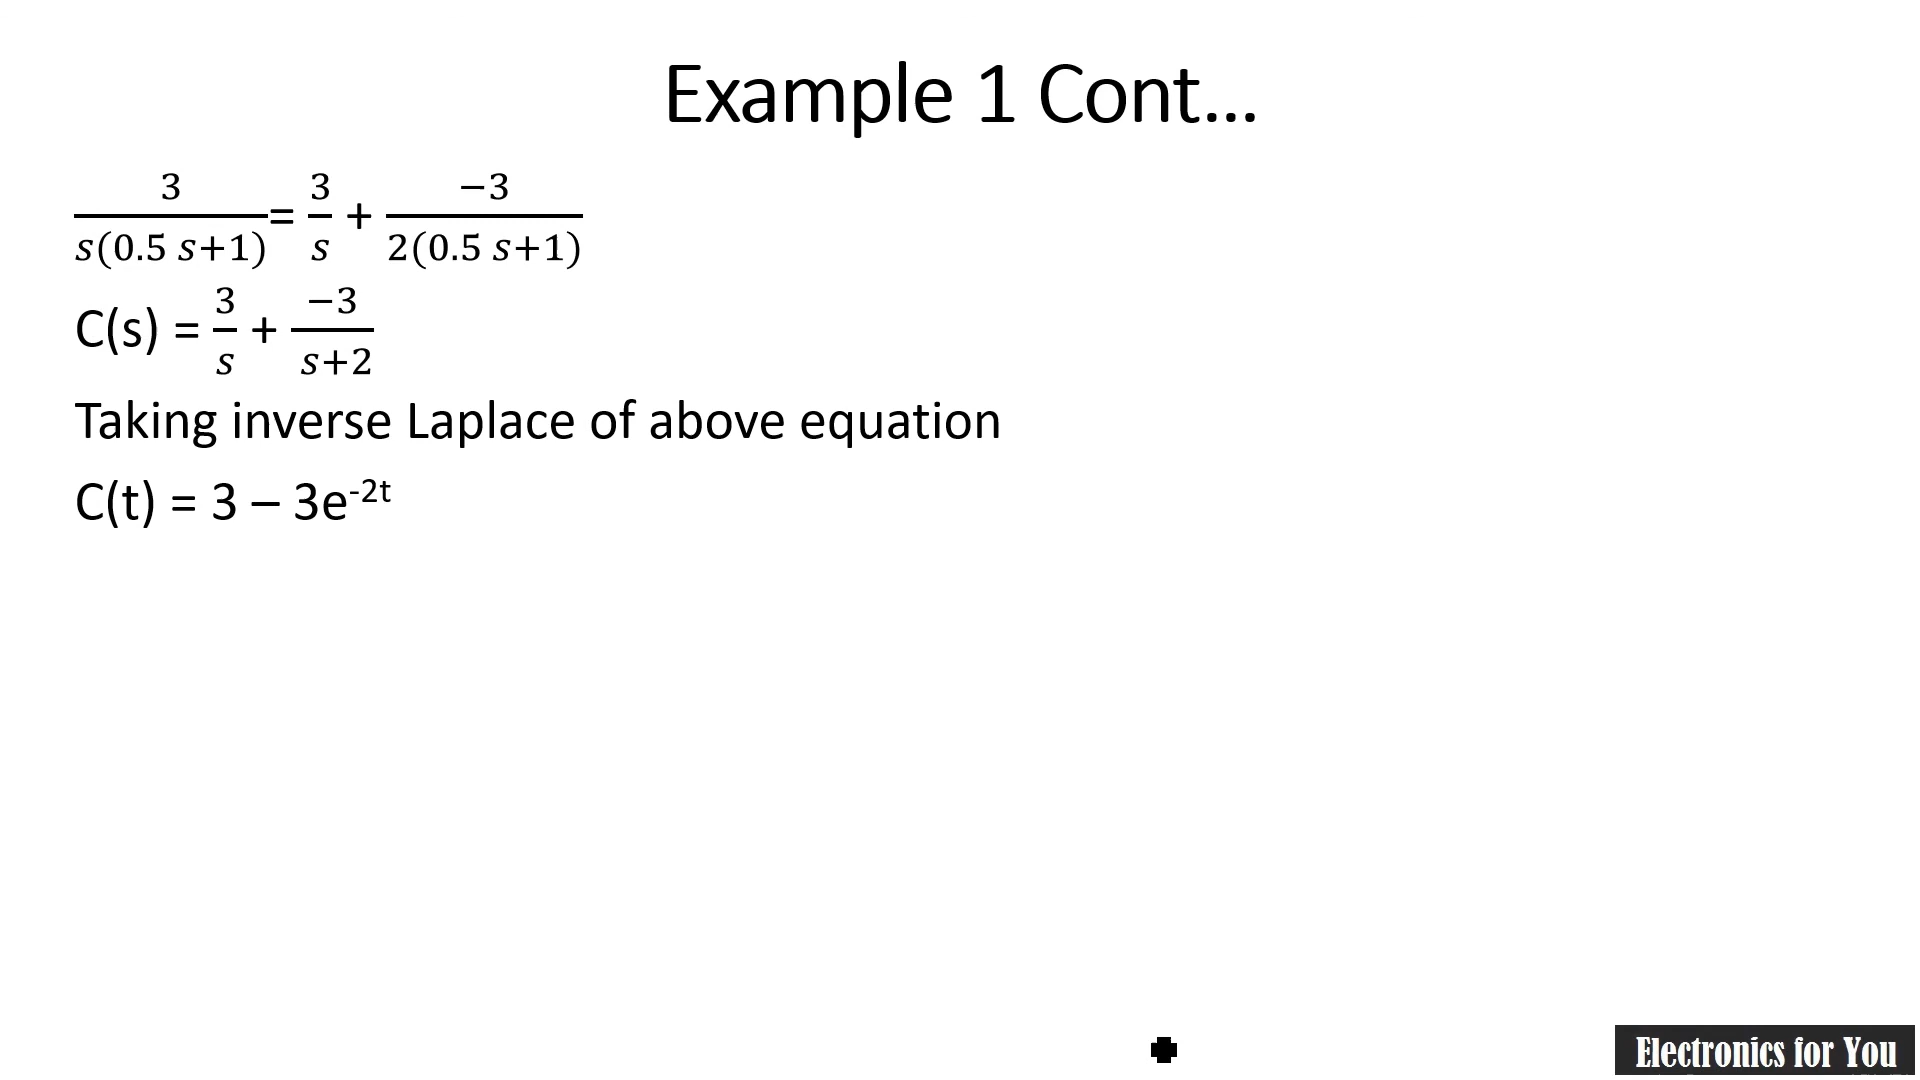 Example 1 Cont...
3/(s(0.5 s+1)) = 3/s + −3/(2(0.5 s+1))
C(s) = 3/s + −3/(s+2)
Taking inverse Laplace of above equation
C(t) = 3 – 3e^-2t
Electronics for You